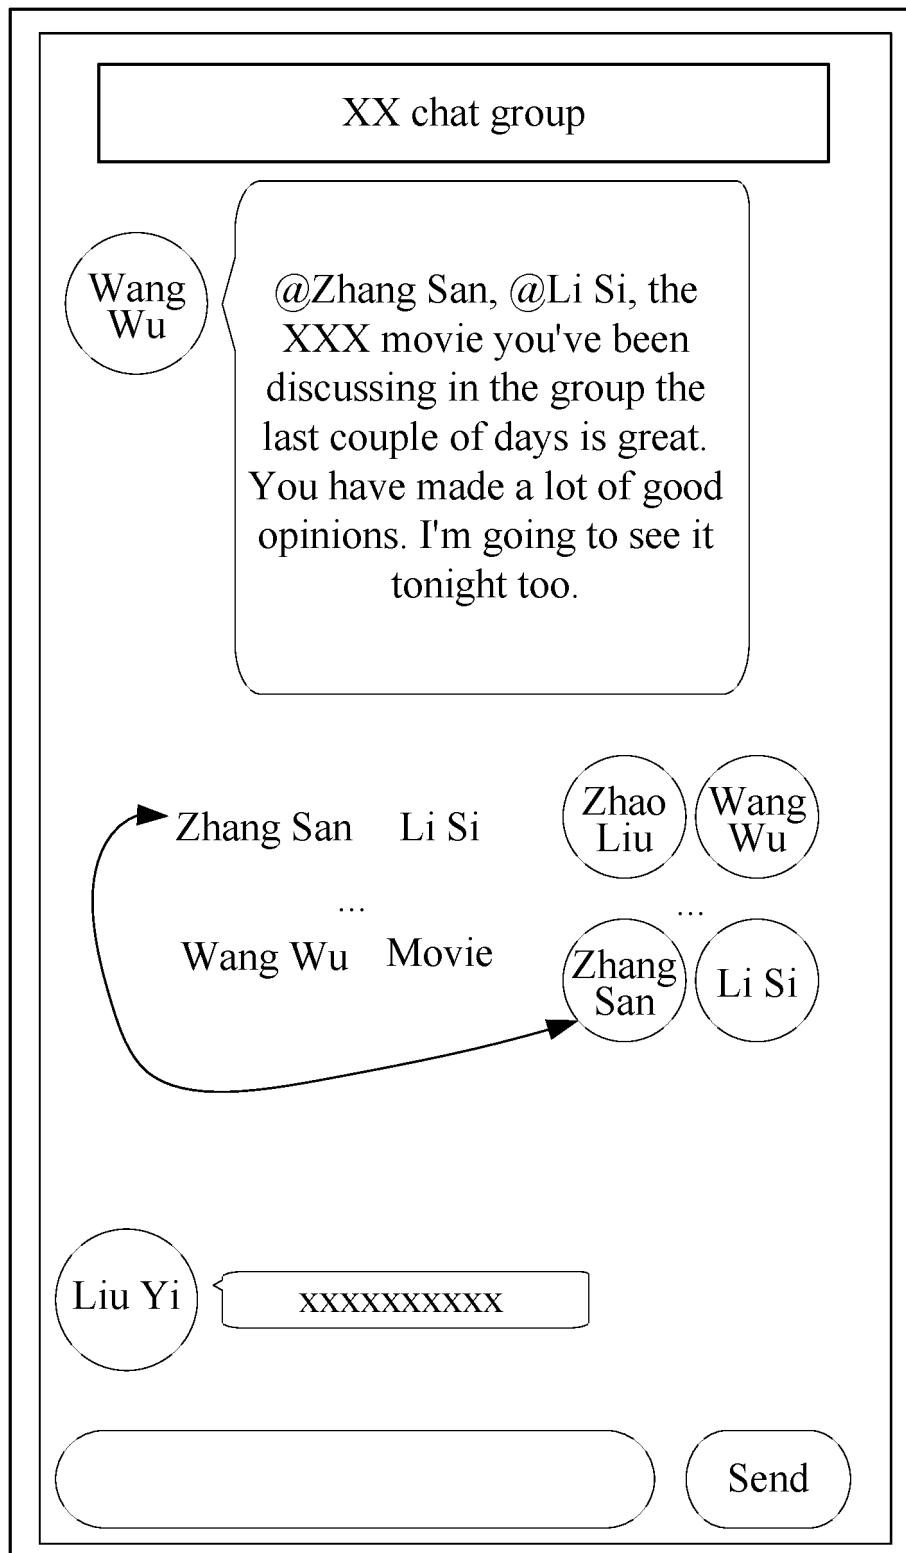 XX chat group
Wang
Wu
@Zhang San, @Li Si, the
XXX movie you've been
discussing in the group the
last couple of days is great.
You have made a lot of good
opinions. I'm going to see it
tonight too.
Zhang San Li Si
...
Wang Wu Movie
Zhao
Liu
Wang
Wu
...
Zhang
San
Li Si
Liu Yi
xxxxxxxxxx
Send